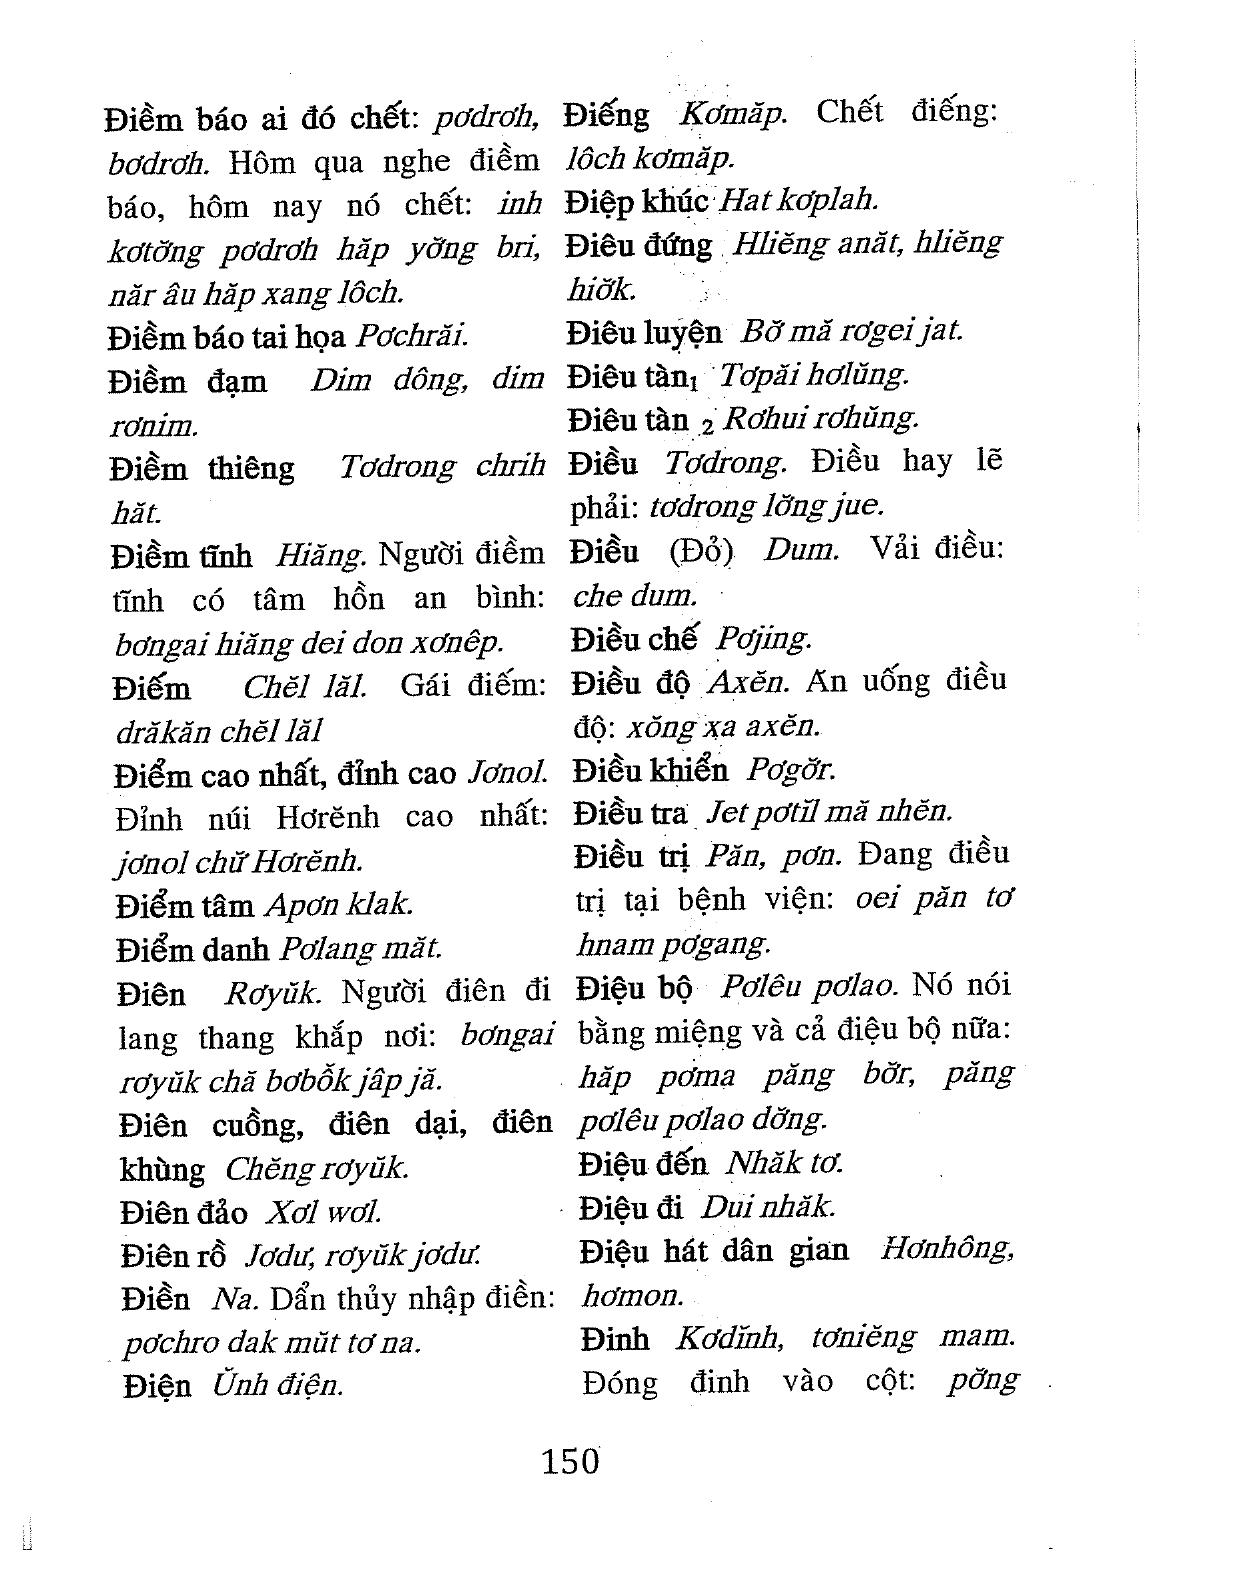 Điềm báo ai đó chết: pơdrơh,
bơdrơh. Hôm qua nghe điềm
báo, hôm nay nó chết: inh
kơtơ̆ng pơdrơh hăp yơ̆ng bri,
năr âu hăp xang lôch.
Điềm báo tai họa Pơchrăi.
Điềm đạm Dim dông, dim
rơnim.
Điềm thiêng Tơdrong chrih
hăt.
Điềm tĩnh Hiăng. Người điềm
tĩnh có tâm hồn an bình:
bơngai hiăng dei don xơnêp.
Điếm Chĕl lăl. Gái điếm:
drăkăn chĕl lăl
Điểm cao nhất, đỉnh cao Jơnol.
Đỉnh núi Hơrĕnh cao nhất:
jơnol chư̆ Hơrĕnh.
Điểm tâm Apơn klak.
Điểm danh Pơlang măt.
Điên Rơyŭk. Người điên đi
lang thang khắp nơi: bơngai
rơyŭk chă bơbô̆k jâp jă.
Điên cuồng, điên dại, điên
khùng Chĕng rơyŭk.
Điên đảo Xơl wơl.
Điên rồ Jơdư, rơyŭk jơdư.
Điền Na. Dẩn thủy nhập điền:
pơchro dak mŭt tơ na.
Điện Ŭnh điện.
Điếng Kơmăp. Chết điếng:
lôch kơmăp.
Điệp khúc Hat kơplah.
Điêu đứng Hliĕng anăt, hliĕng
hiơ̆k.
Điêu luyện Bơ̆ mă rơgei jat.
Điêu tàn₁ Tơpăi hơlŭng.
Điêu tàn ₂ Rơhui rơhŭng.
Điều Tơdrong. Điều hay lẽ
phải: tơdrong lơ̆ng jue.
Điều (Đỏ) Dum. Vải điều:
che dum.
Điều chế Pơjing.
Điều độ Axĕn. Ăn uống điều
độ: xŏng xa axĕn.
Điều khiển Pơgơ̆r.
Điều tra Jet pơtĭl mă nhĕn.
Điều trị Păn, pơn. Đang điều
trị tại bệnh viện: oei păn tơ
hnam pơgang.
Điệu bộ Pơlêu pơlao. Nó nói
bằng miệng và cả điệu bộ nữa:
hăp pơma păng bơ̆r, păng
pơlêu pơlao dơ̆ng.
Điệu đến Nhăk tơ.
Điệu đi Dui nhăk.
Điệu hát dân gian Hơnhông,
hơmon.
Đinh Kơdĭnh, tơniĕng mam.
Đóng đinh vào cột: pơ̆ng
150